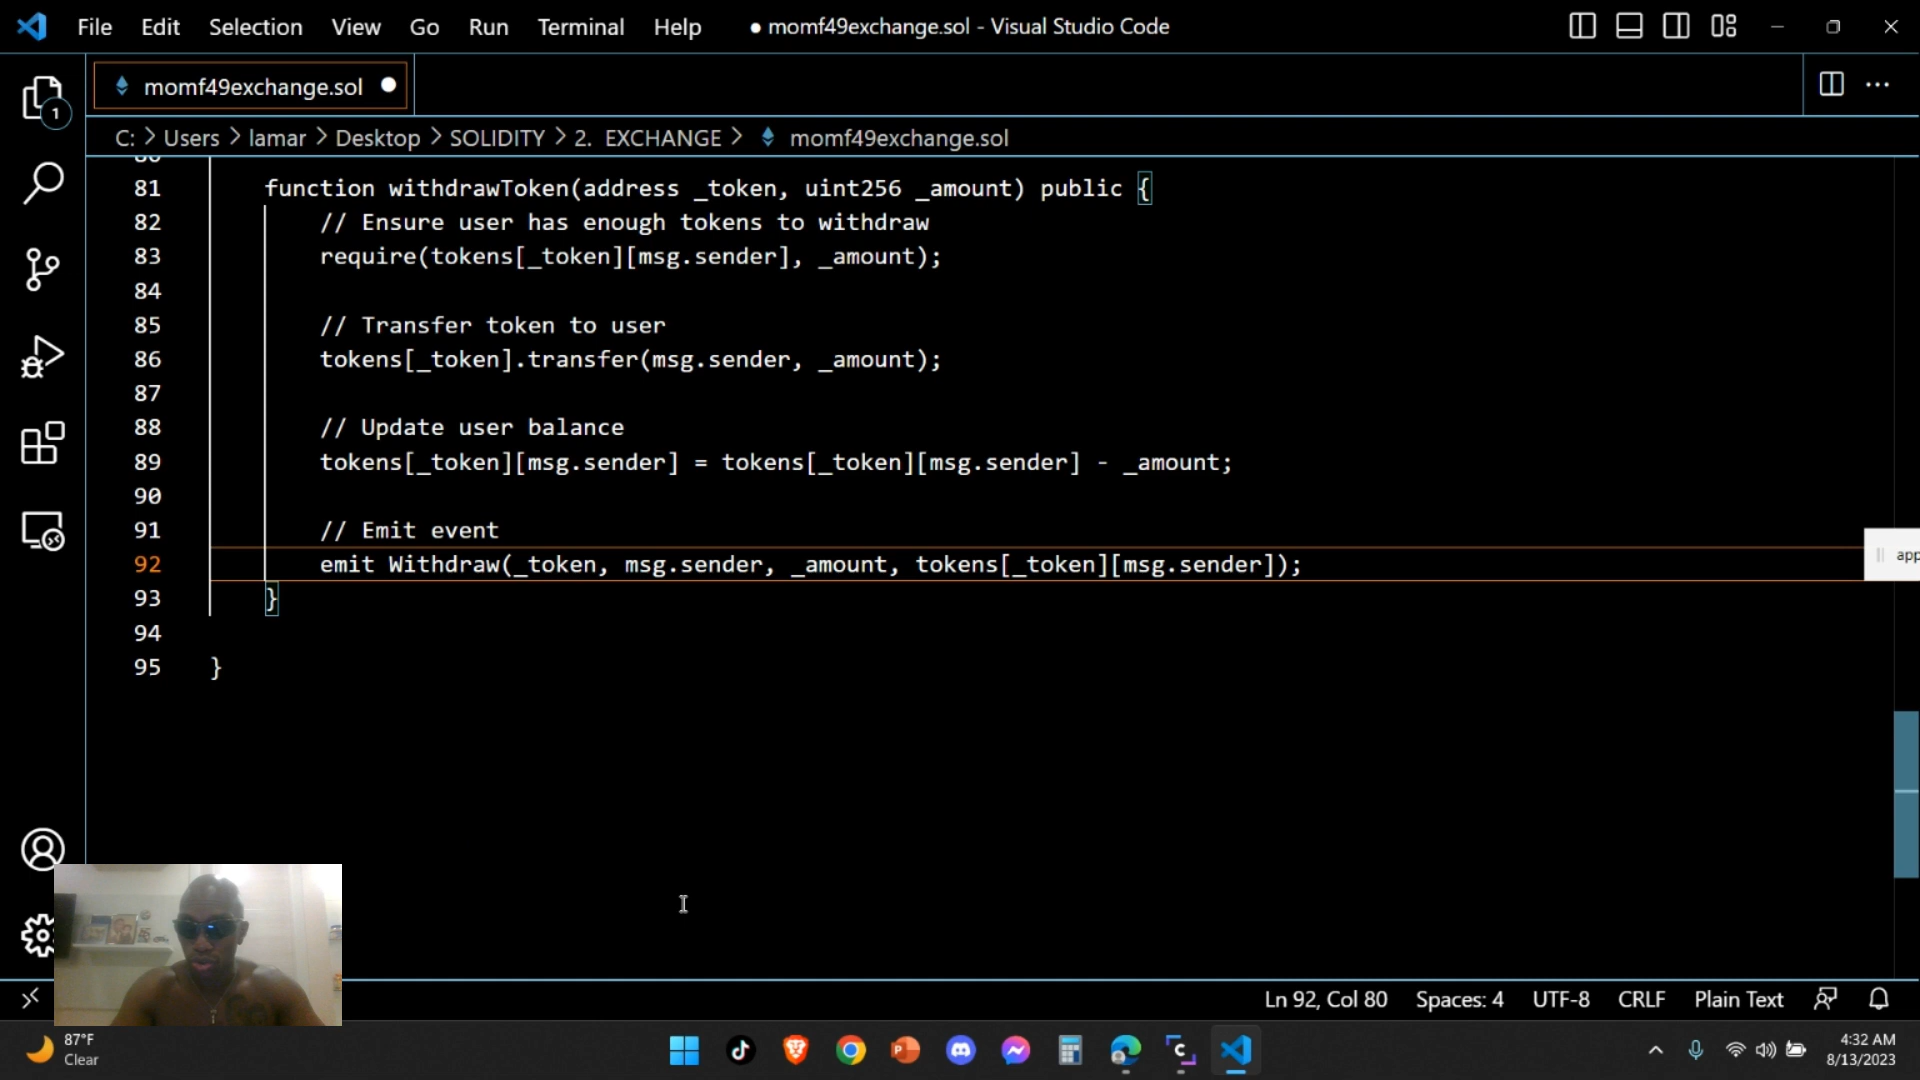 File Edit Selection View Go Run Terminal Help ● momf49exchange.sol - Visual Studio Code
momf49exchange.sol
1
C: > Users > lamar > Desktop > SOLIDITY > 2. EXCHANGE > momf49exchange.sol
81 function withdrawToken(address _token, uint256 _amount) public {
82 // Ensure user has enough tokens to withdraw
83 require(tokens[_token][msg.sender], _amount);
84
85 // Transfer token to user
86 tokens[_token].transfer(msg.sender, _amount);
87
88 // Update user balance
89 tokens[_token][msg.sender] = tokens[_token][msg.sender] - _amount;
90
91 // Emit event
92 emit Withdraw(_token, msg.sender, _amount, tokens[_token][msg.sender]);
93 }
94
95 }
app
Ln 92, Col 80 Spaces: 4 UTF-8 CRLF Plain Text
87°F
Clear
4:32 AM
8/13/2023